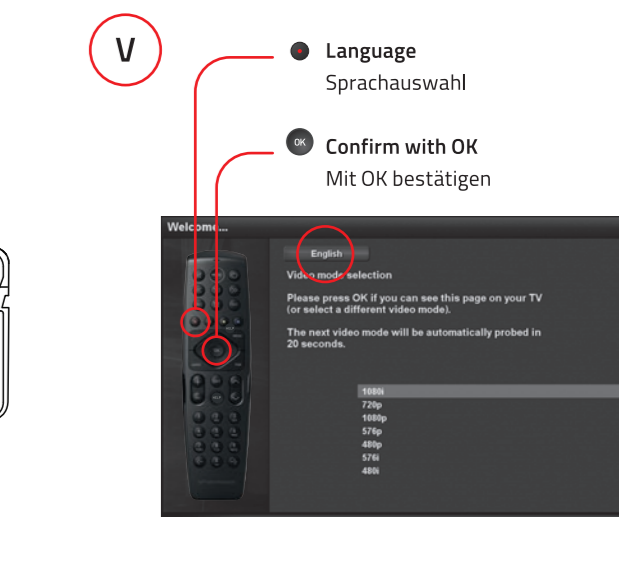 V
Language
Sprachauswahl
OK
Confirm with OK
Mit OK bestätigen
Welcome...
English
Video mode selection
Please press OK if you can see this page on your TV
(or select a different video mode).
The next video mode will be automatically probed in
20 seconds.
1080i
720p
1080p
576p
480p
576i
480i